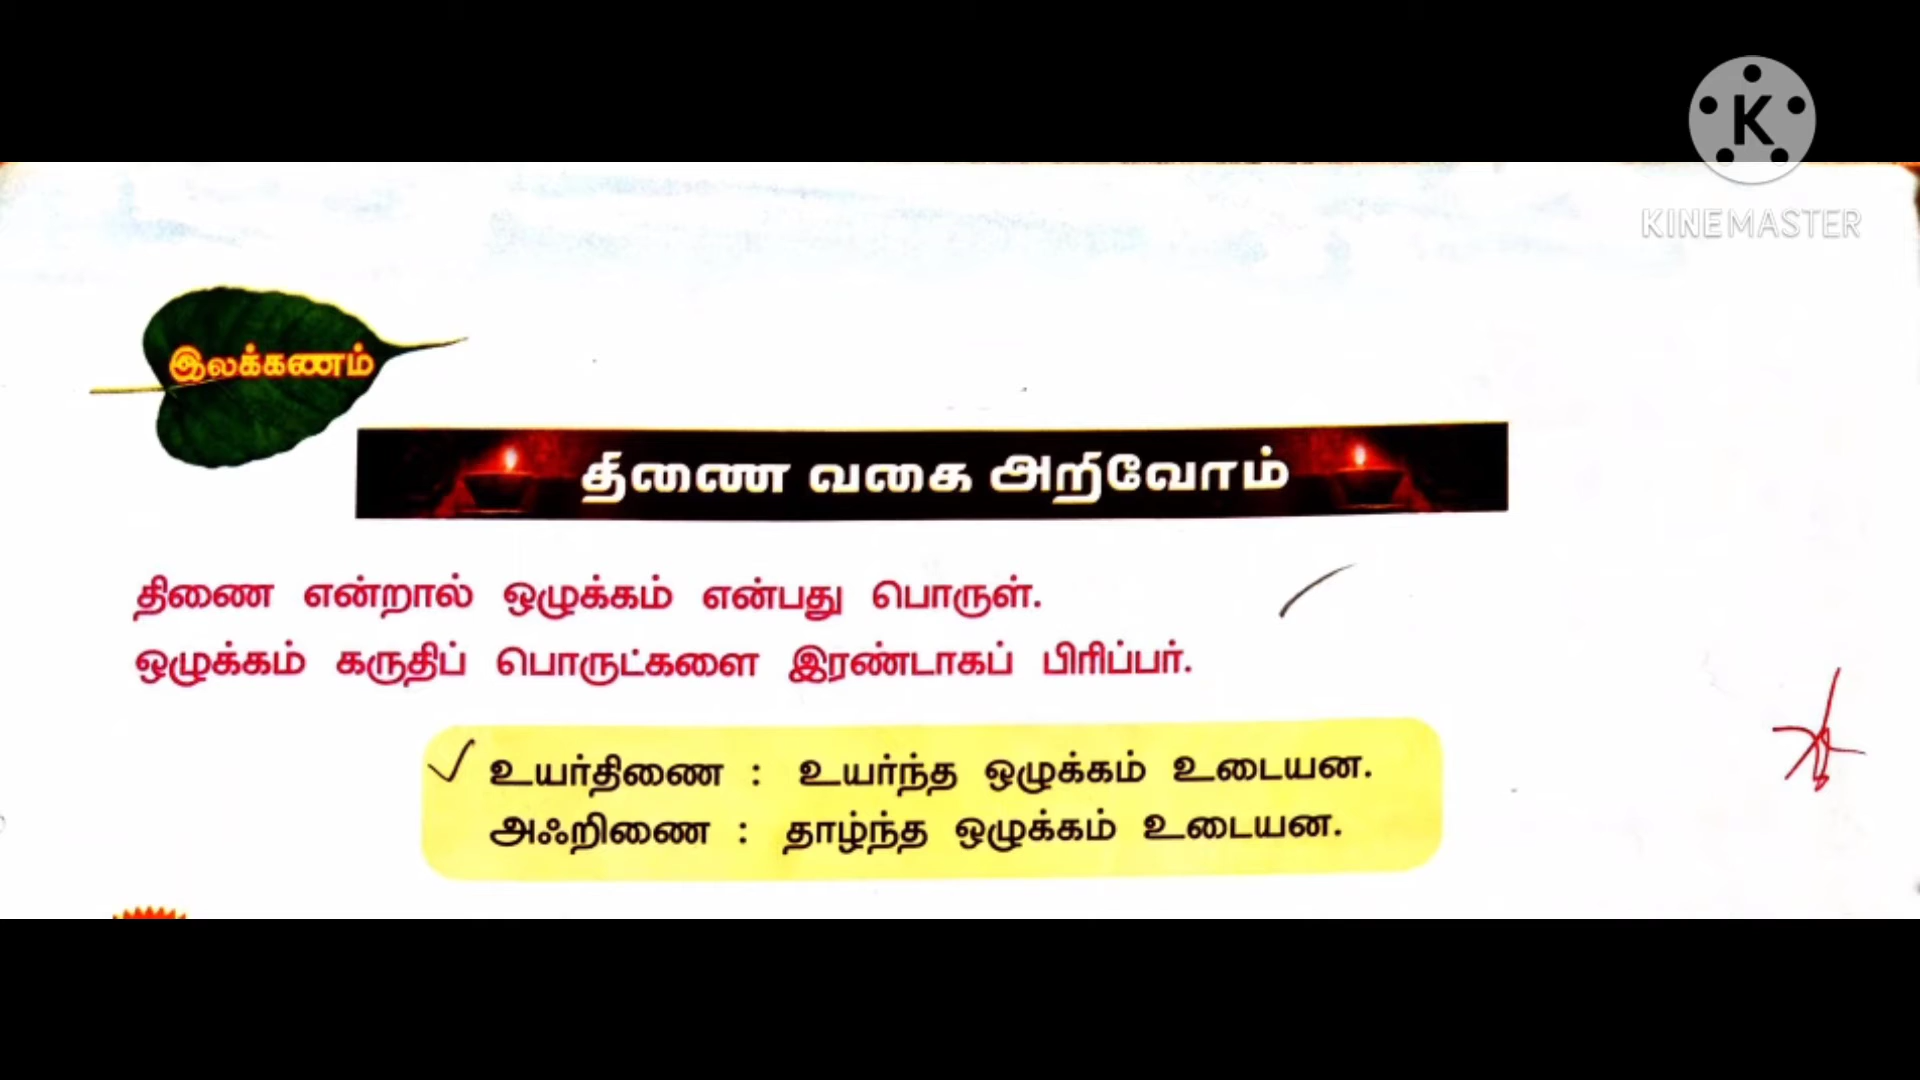 K
KINEMASTER
இலக்கணம்
திணை வகை அறிவோம்
திணை என்றால் ஒழுக்கம் என்பது பொருள்.
ஒழுக்கம் கருதிப் பொருட்களை இரண்டாகப் பிரிப்பர்.
உயர்திணை : உயர்ந்த ஒழுக்கம் உடையன.
அஃறிணை : தாழ்ந்த ஒழுக்கம் உடையன.